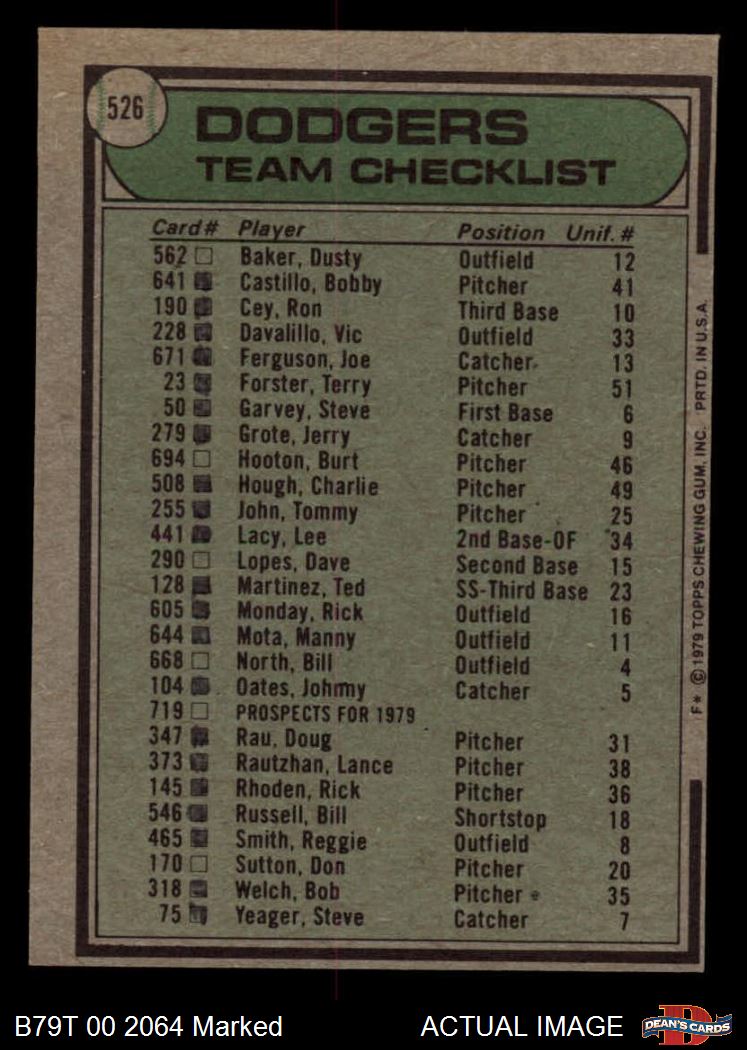 526
DODGERS
TEAM CHECKLIST
Card# Player Position Unif. #
562 Baker, Dusty Outfield 12
641 Castillo, Bobby Pitcher 41
190 Cey, Ron Third Base 10
228 Davalillo, Vic Outfield 33
671 Ferguson, Joe Catcher 13
23 Forster, Terry Pitcher 51
50 Garvey, Steve First Base 6
279 Grote, Jerry Catcher 9
694 Hooton, Burt Pitcher 46
508 Hough, Charlie Pitcher 49
255 John, Tommy Pitcher 25
441 Lacy, Lee 2nd Base-OF 34
290 Lopes, Dave Second Base 15
128 Martinez, Ted SS-Third Base 23
605 Monday, Rick Outfield 16
644 Mota, Manny Outfield 11
668 North, Bill Outfield 4
104 Oates, Johnny Catcher 5
719 PROSPECTS FOR 1979
347 Rau, Doug Pitcher 31
373 Rautzhan, Lance Pitcher 38
145 Rhoden, Rick Pitcher 36
546 Russell, Bill Shortstop 18
465 Smith, Reggie Outfield 8
170 Sutton, Don Pitcher 20
318 Welch, Bob Pitcher 35
75 Yeager, Steve Catcher 7
F* © 1979 TOPPS CHEWING GUM, INC. PRTD. IN U.S.A.
B79T 00 2064 Marked ACTUAL IMAGE
D
DEAN'S CARDS